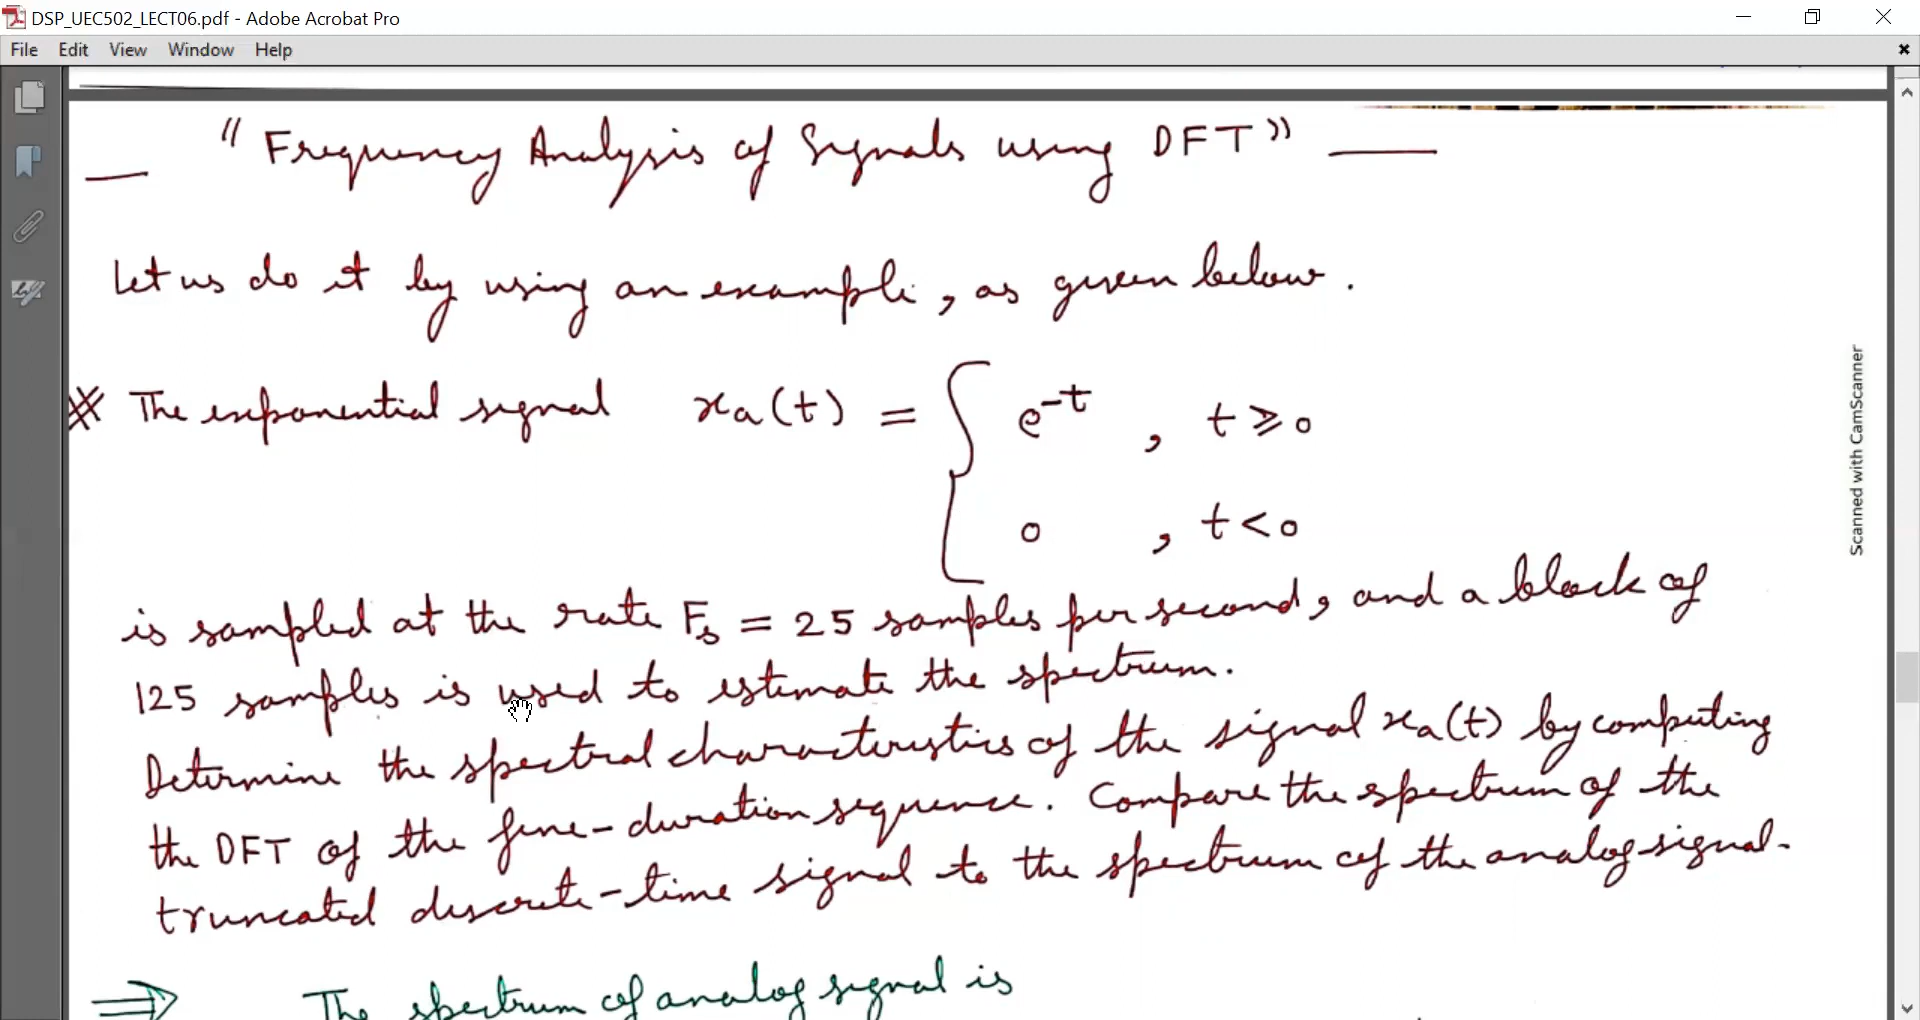 DSP_UEC502_LECT06.pdf - Adobe Acrobat Pro
File Edit View Window Help
"Frequency Analysis of Signals using DFT"
Let us do it by using an example, as given below.
The exponential signal xa(t) = { e^-t , t ≥ 0
0 , t < 0
is sampled at the rate Fs = 25 samples per second, and a block of
125 samples is used to estimate the spectrum.
Determine the spectral characteristics of the signal xa(t) by computing
the DFT of the fine-duration sequence. Compare the spectrum of the
truncated discrete-time signal to the spectrum of the analog signal.
⇒ The spectrum of analog signal is
Scanned with CamScanner